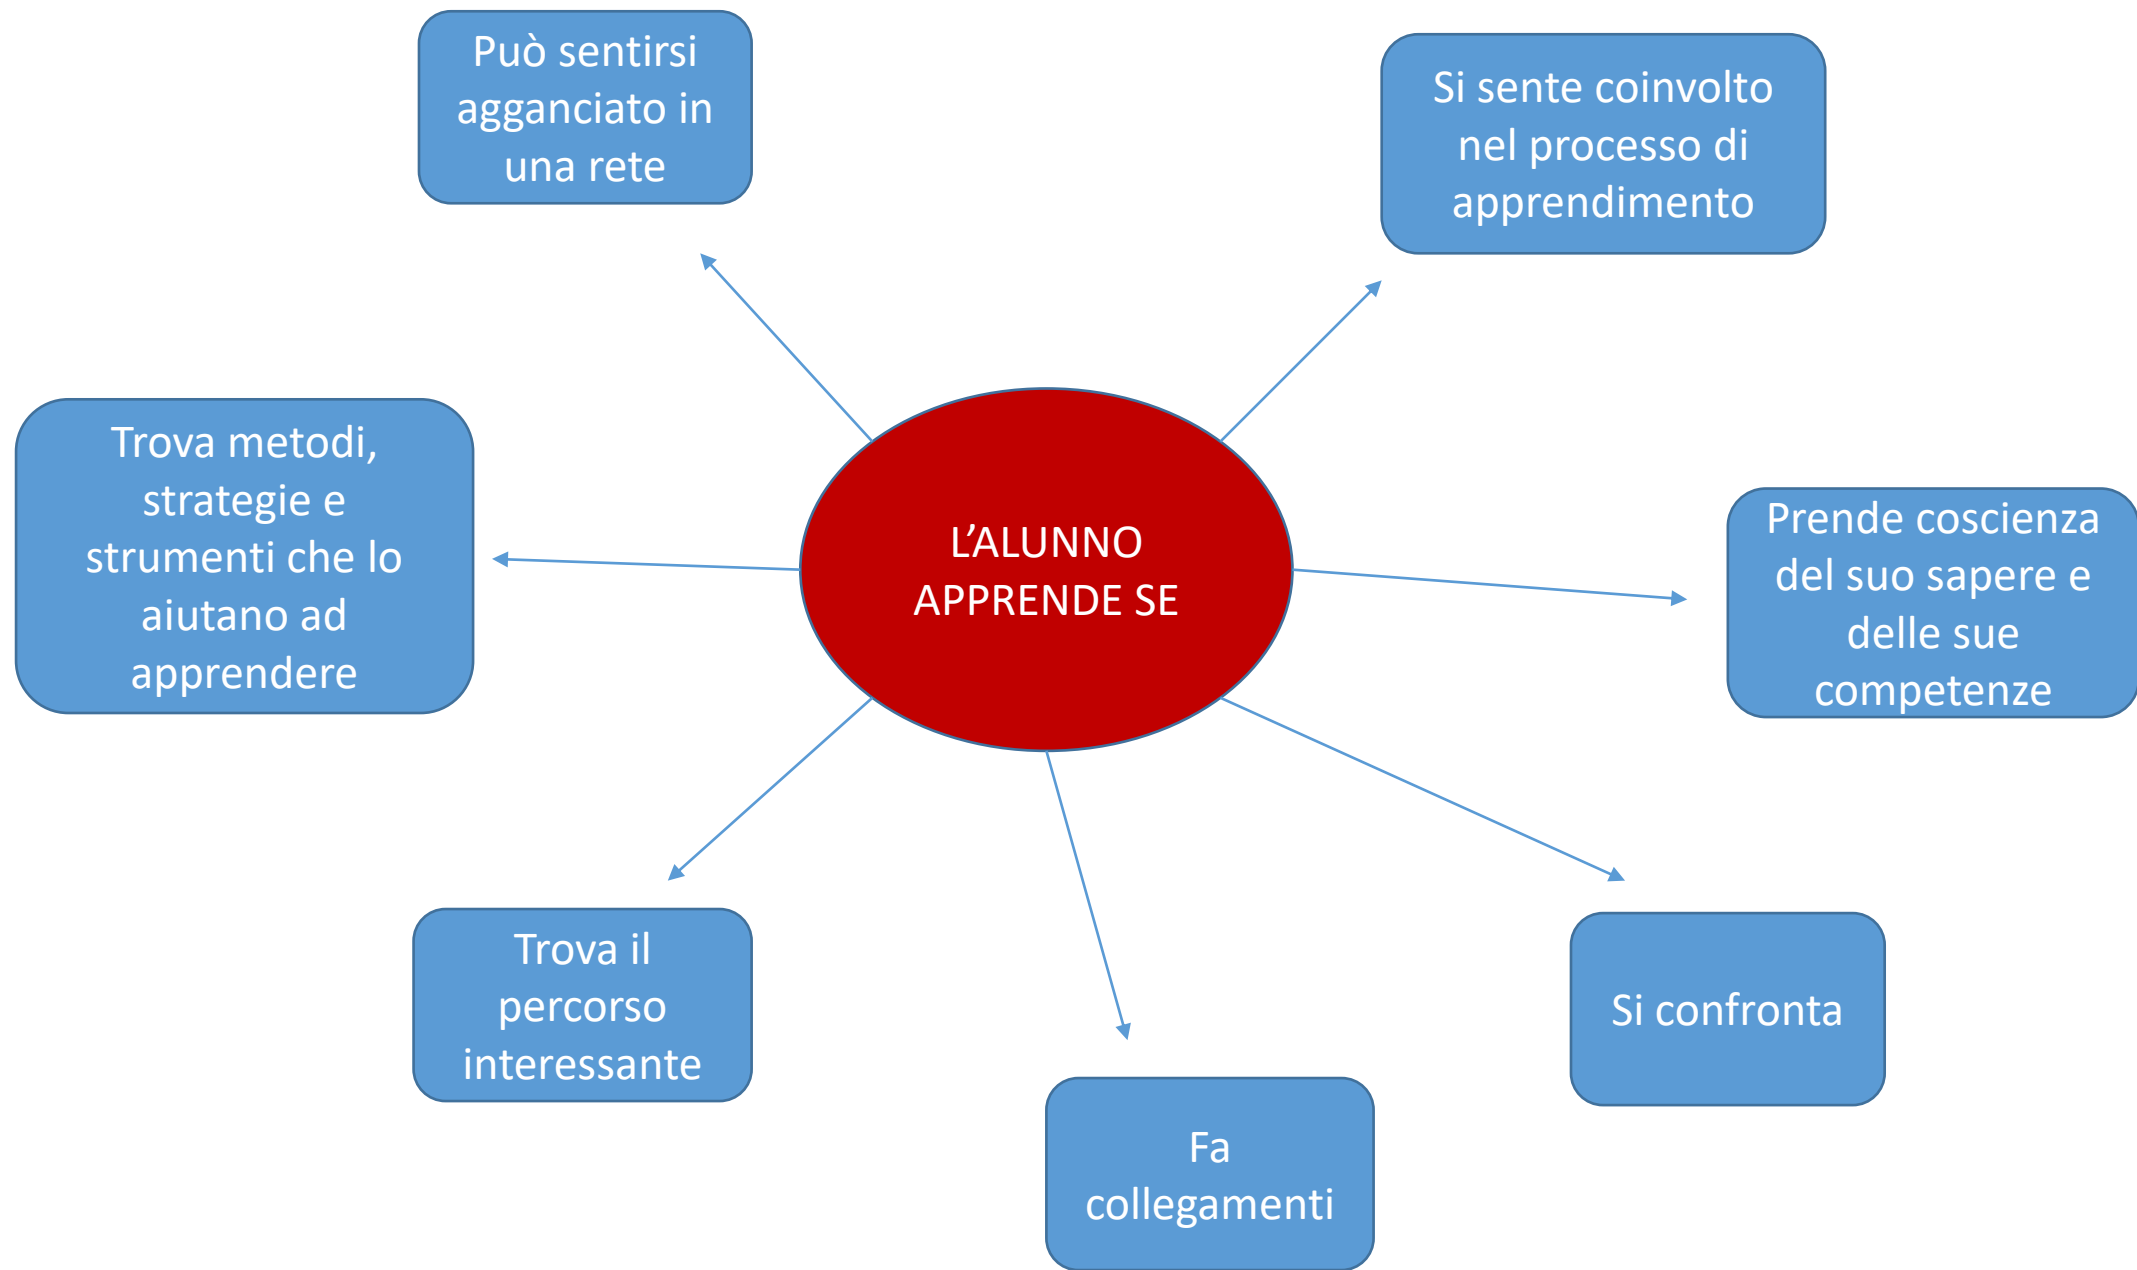 Può sentirsi
agganciato in
una rete
Si sente coinvolto
nel processo di
apprendimento
Trova metodi,
strategie e
strumenti che lo
aiutano ad
apprendere
L’ALUNNO
APPRENDE SE
Prende coscienza
del suo sapere e
delle sue
competenze
Trova il
percorso
interessante
Si confronta
Fa
collegamenti